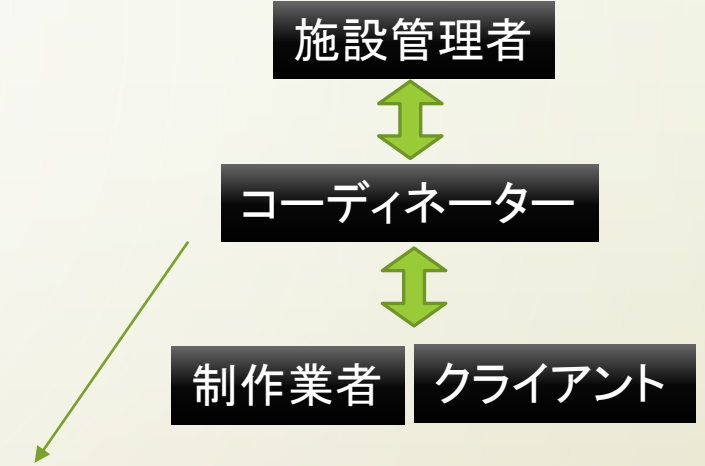 施設管理者
コーディネーター
制作業者 クライアント